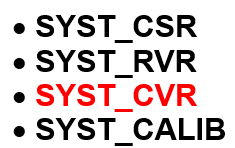 • SYST_CSR
• SYST_RVR
• SYST_CVR
• SYST_CALIB